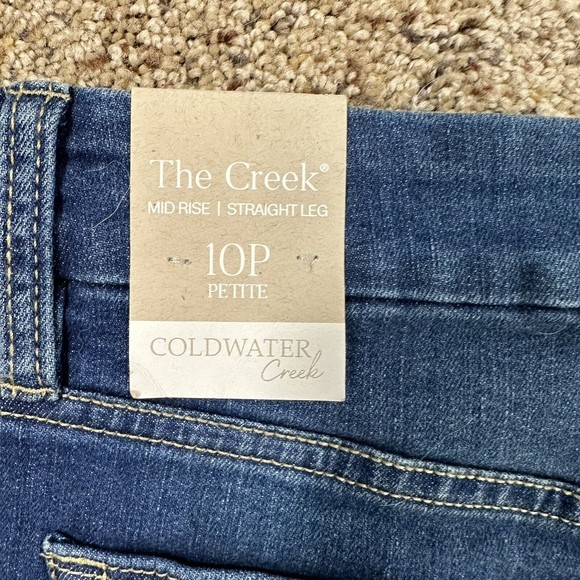 The Creek®
MID RISE | STRAIGHT LEG
10P
PETITE
COLDWATER
Creek